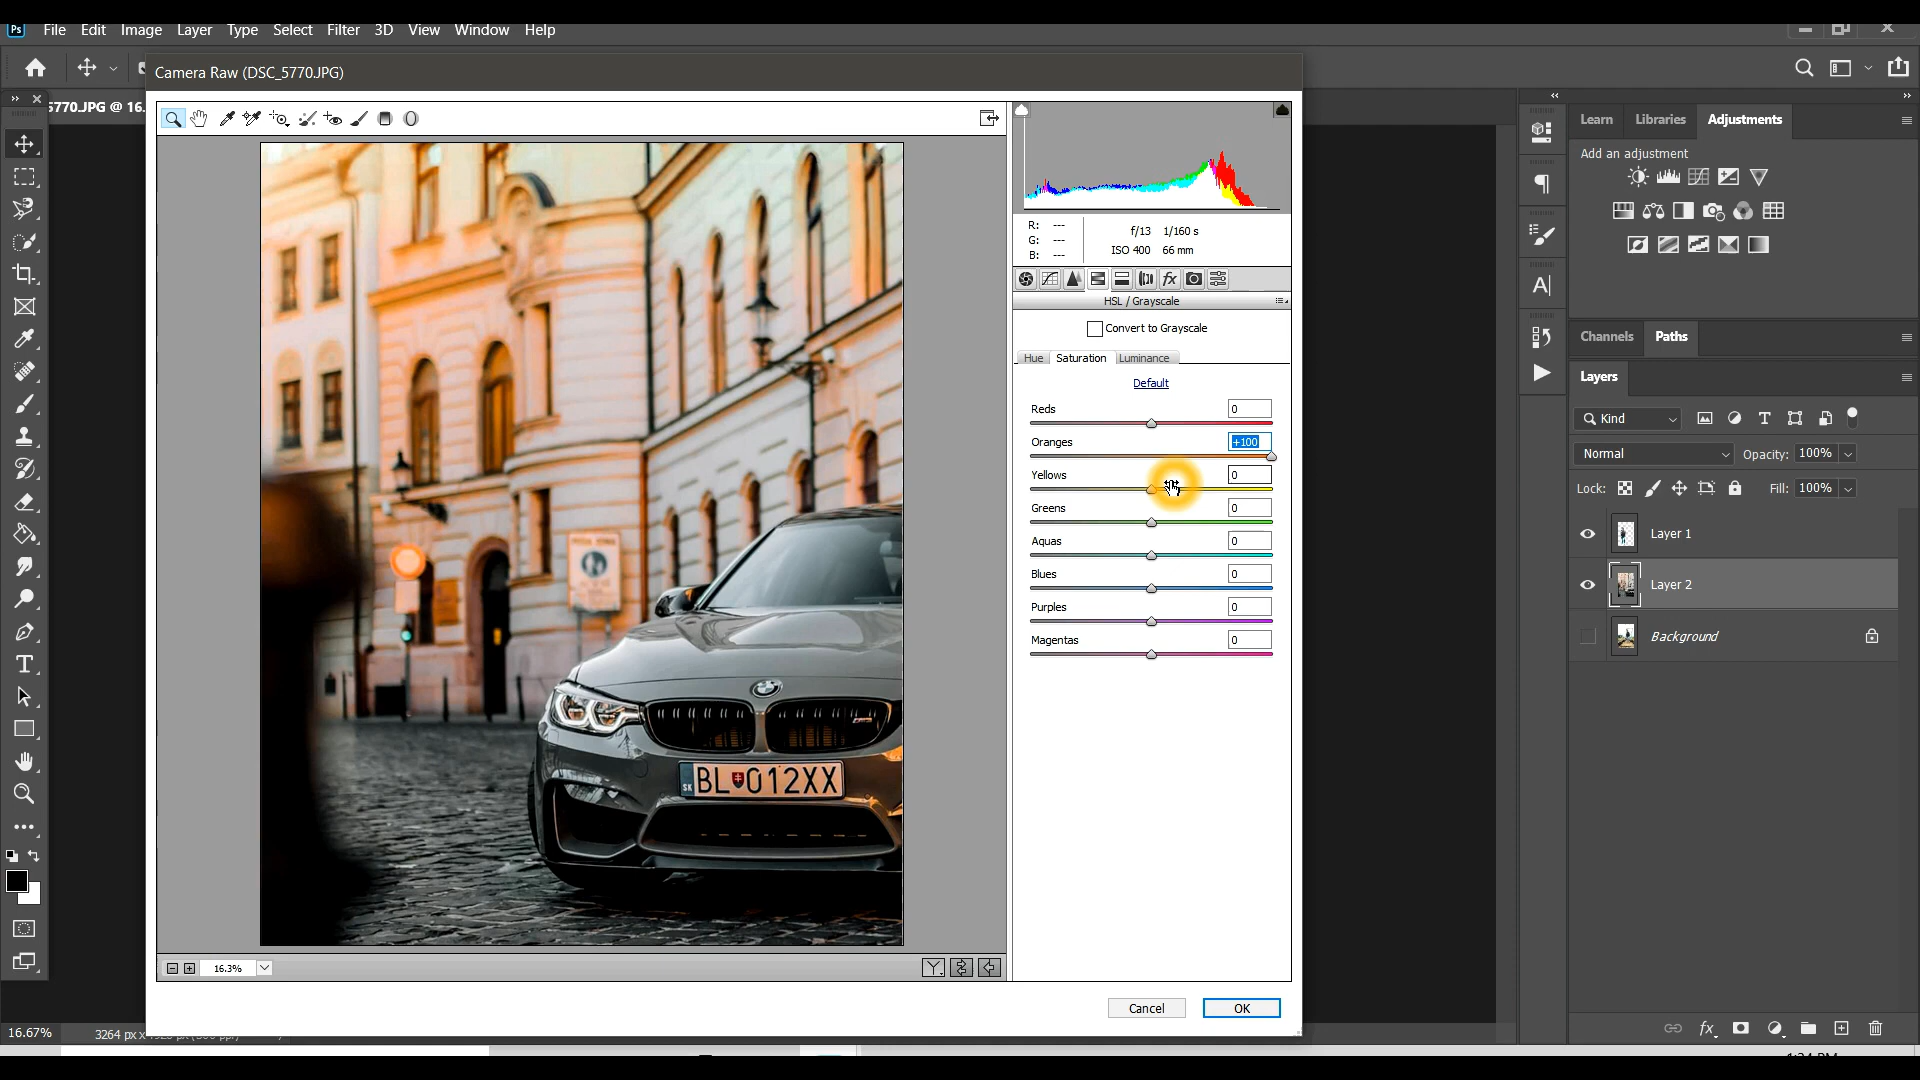 Ps File Edit Image Layer Type Select Filter 3D View Window Help
Camera Raw (DSC_5770.JPG)
5770.JPG @ 16.
R: ---
G: ---
B: ---
f/13 1/160 s
ISO 400 66 mm
fx
HSL / Grayscale
Convert to Grayscale
Hue Saturation Luminance
Default
Reds 0
Oranges +100
Yellows 0
Greens 0
Aquas 0
Blues 0
Purples 0
Magentas 0
SK BL 012XX
16.3%
Y
Cancel OK
16.67%
Learn Libraries Adjustments
Add an adjustment
Channels Paths
Layers
Kind
Normal Opacity: 100%
Lock: Fill: 100%
Layer 1
Layer 2
Background
fx